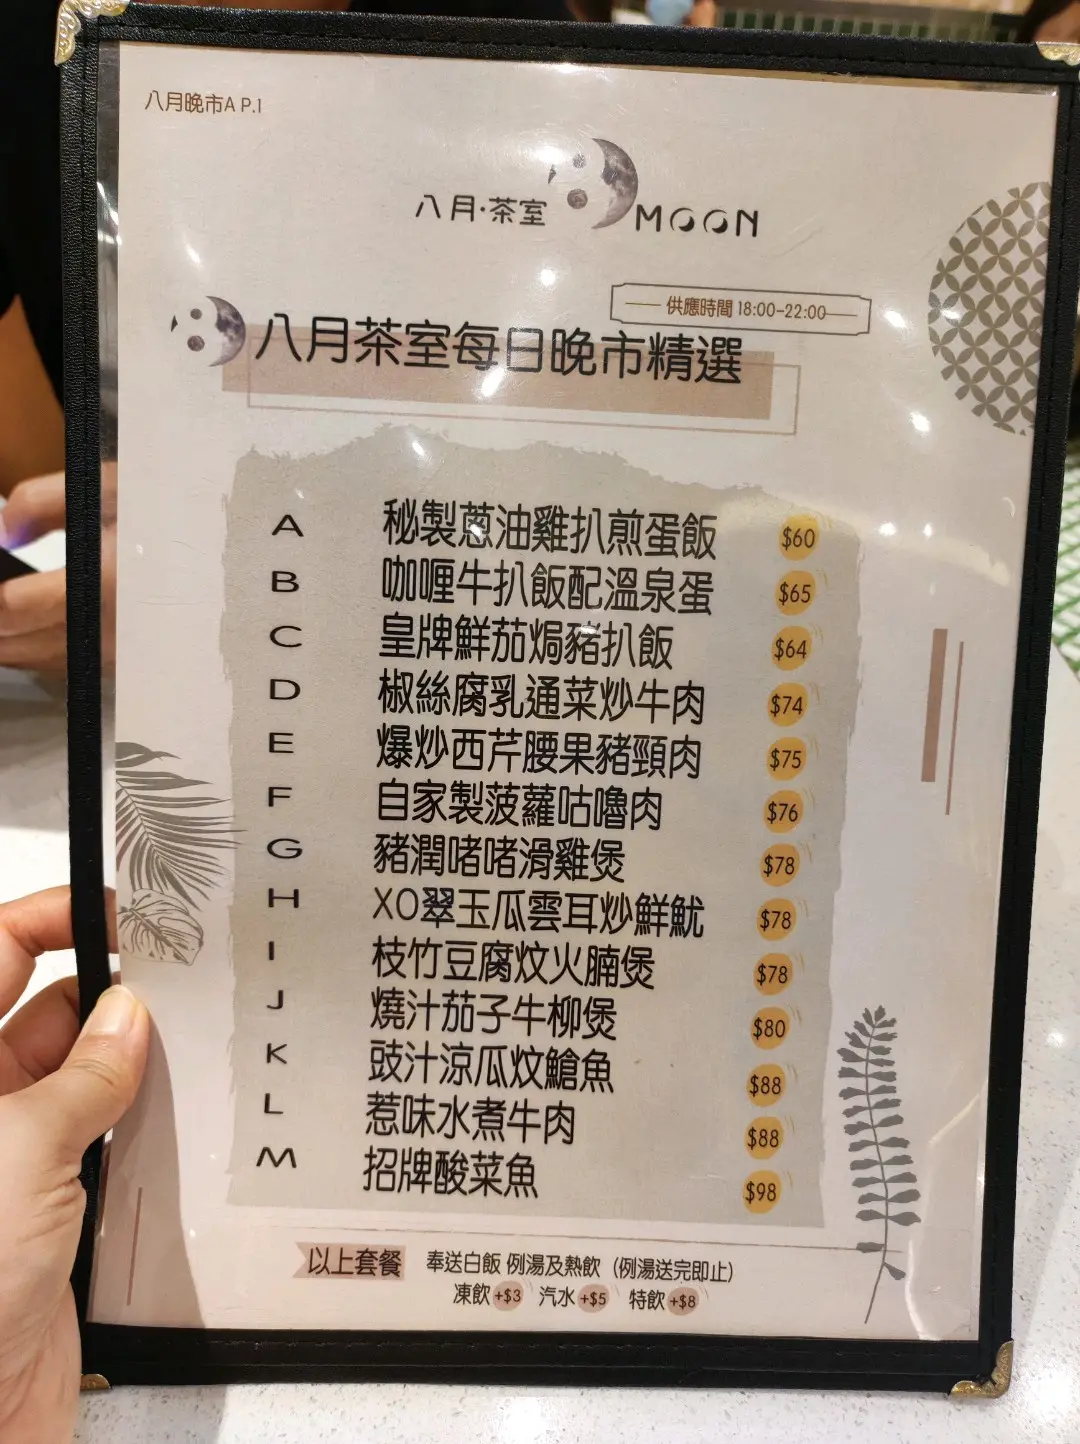 八月晚市A P.1
八月·茶室 MOON
供應時間 18:00-22:00
八月茶室每日晚市精選
A 秘製蔥油雞扒煎蛋飯 $60
B 咖喱牛扒飯配溫泉蛋 $65
C 皇牌鮮茄焗豬扒飯 $64
D 椒絲腐乳通菜炒牛肉 $74
E 爆炒西芹腰果豬頸肉 $75
F 自家製菠蘿咕嚕肉 $76
G 豬潤啫啫滑雞煲 $78
H XO翠玉瓜雲耳炒鮮魷 $78
I 枝竹豆腐炆火腩煲 $78
J 燒汁茄子牛柳煲 $80
K 豉汁涼瓜炆鱠魚 $88
L 惹味水煮牛肉 $88
M 招牌酸菜魚 $98
以上套餐 奉送白飯 例湯及熱飲 (例湯送完即止)
凍飲 +$3 汽水 +$5 特飲 +$8